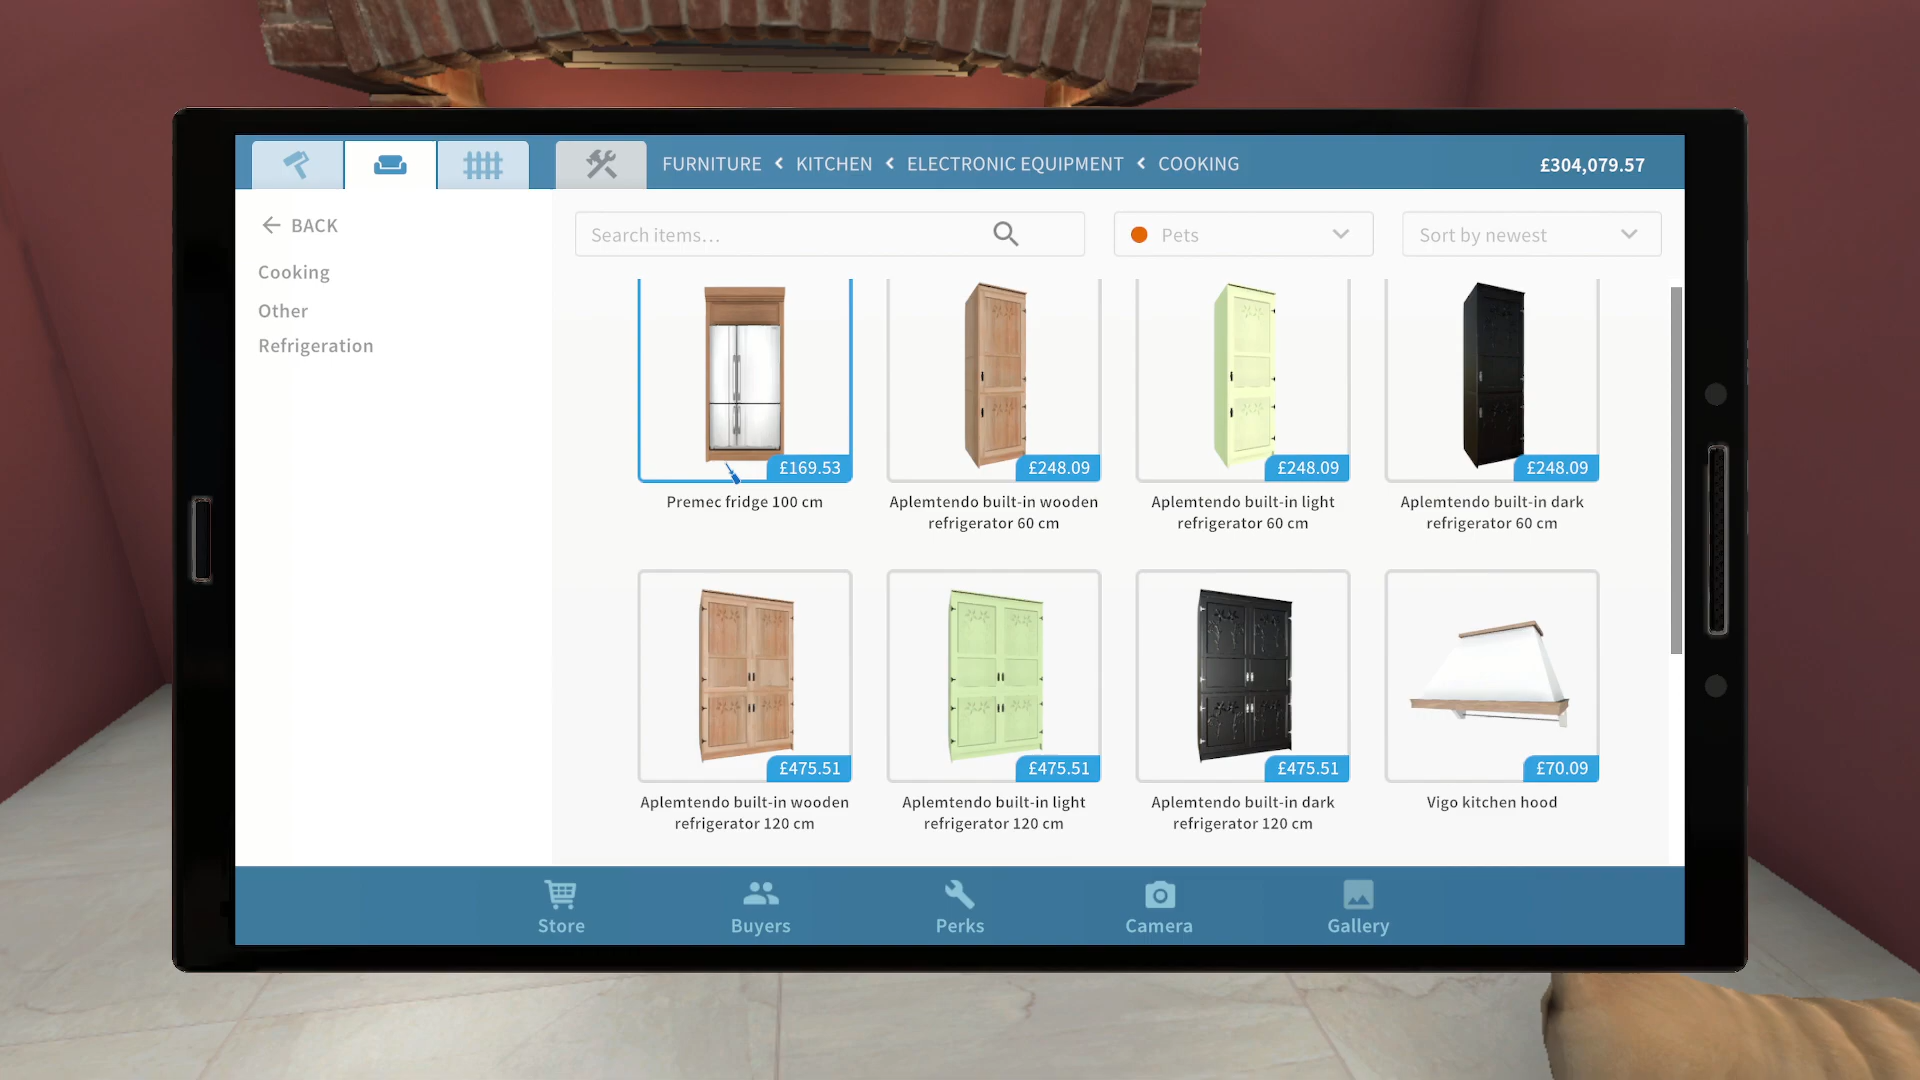 FURNITURE < KITCHEN < ELECTRONIC EQUIPMENT < COOKING
£304,079.57
BACK
Cooking
Other
Refrigeration
Search items...
Pets
Sort by newest
£169.53
£248.09
£248.09
£248.09
Premec fridge 100 cm
Aplemtendo built-in wooden
refrigerator 60 cm
Aplemtendo built-in light
refrigerator 60 cm
Aplemtendo built-in dark
refrigerator 60 cm
£475.51
£475.51
£475.51
£70.09
Aplemtendo built-in wooden
refrigerator 120 cm
Aplemtendo built-in light
refrigerator 120 cm
Aplemtendo built-in dark
refrigerator 120 cm
Vigo kitchen hood
Store
Buyers
Perks
Camera
Gallery